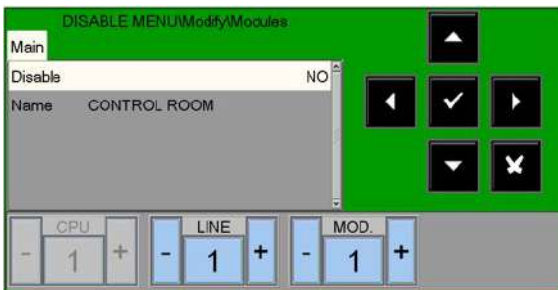 DISABLE MENU\Modify\Modules
Main
Disable NO
Name CONTROL ROOM
CPU LINE MOD.
- 1 + - 1 + - 1 +